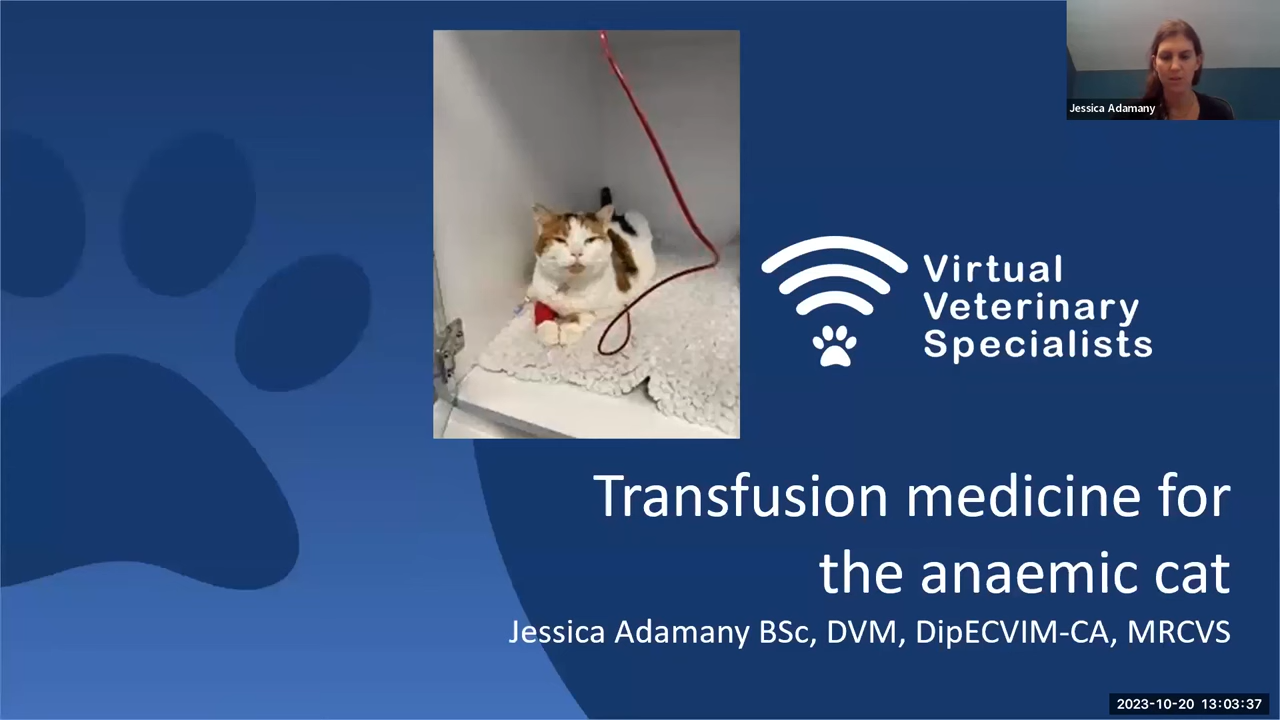 Jessica Adamany
Virtual
Veterinary
Specialists
Transfusion medicine for
the anaemic cat
Jessica Adamany BSc, DVM, DipECVIM-CA, MRCVS
2023-10-20 13:03:37